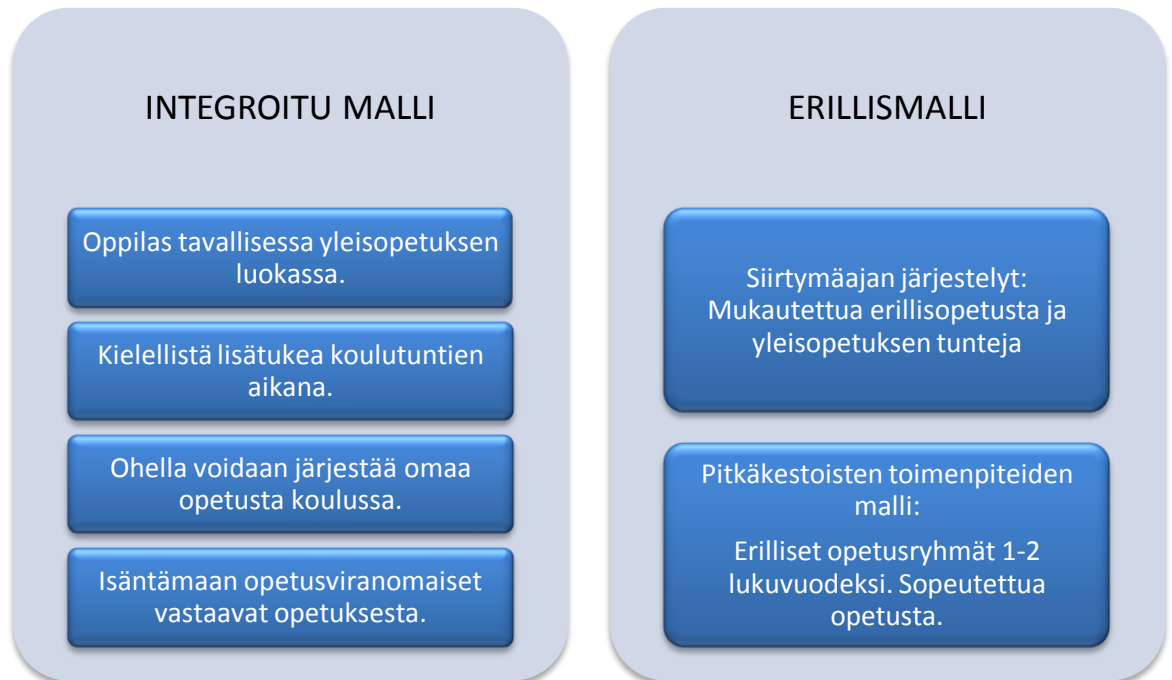 INTEGROITU MALLI
Oppilas tavallisessa yleisopetuksen
luokassa.
Kielellistä lisätukea koulutuntien
aikana.
Ohella voidaan järjestää omaa
opetusta koulussa.
Isäntämaan opetusviranomaiset
vastaavat opetuksesta.
ERILLISMALLI
Siirtymäajan järjestelyt:
Mukautettua erillisopetusta ja
yleisopetuksen tunteja
Pitkäkestoisten toimenpiteiden
malli:
Erilliset opetusryhmät 1-2
lukuvuodeksi. Sopeutettua
opetusta.